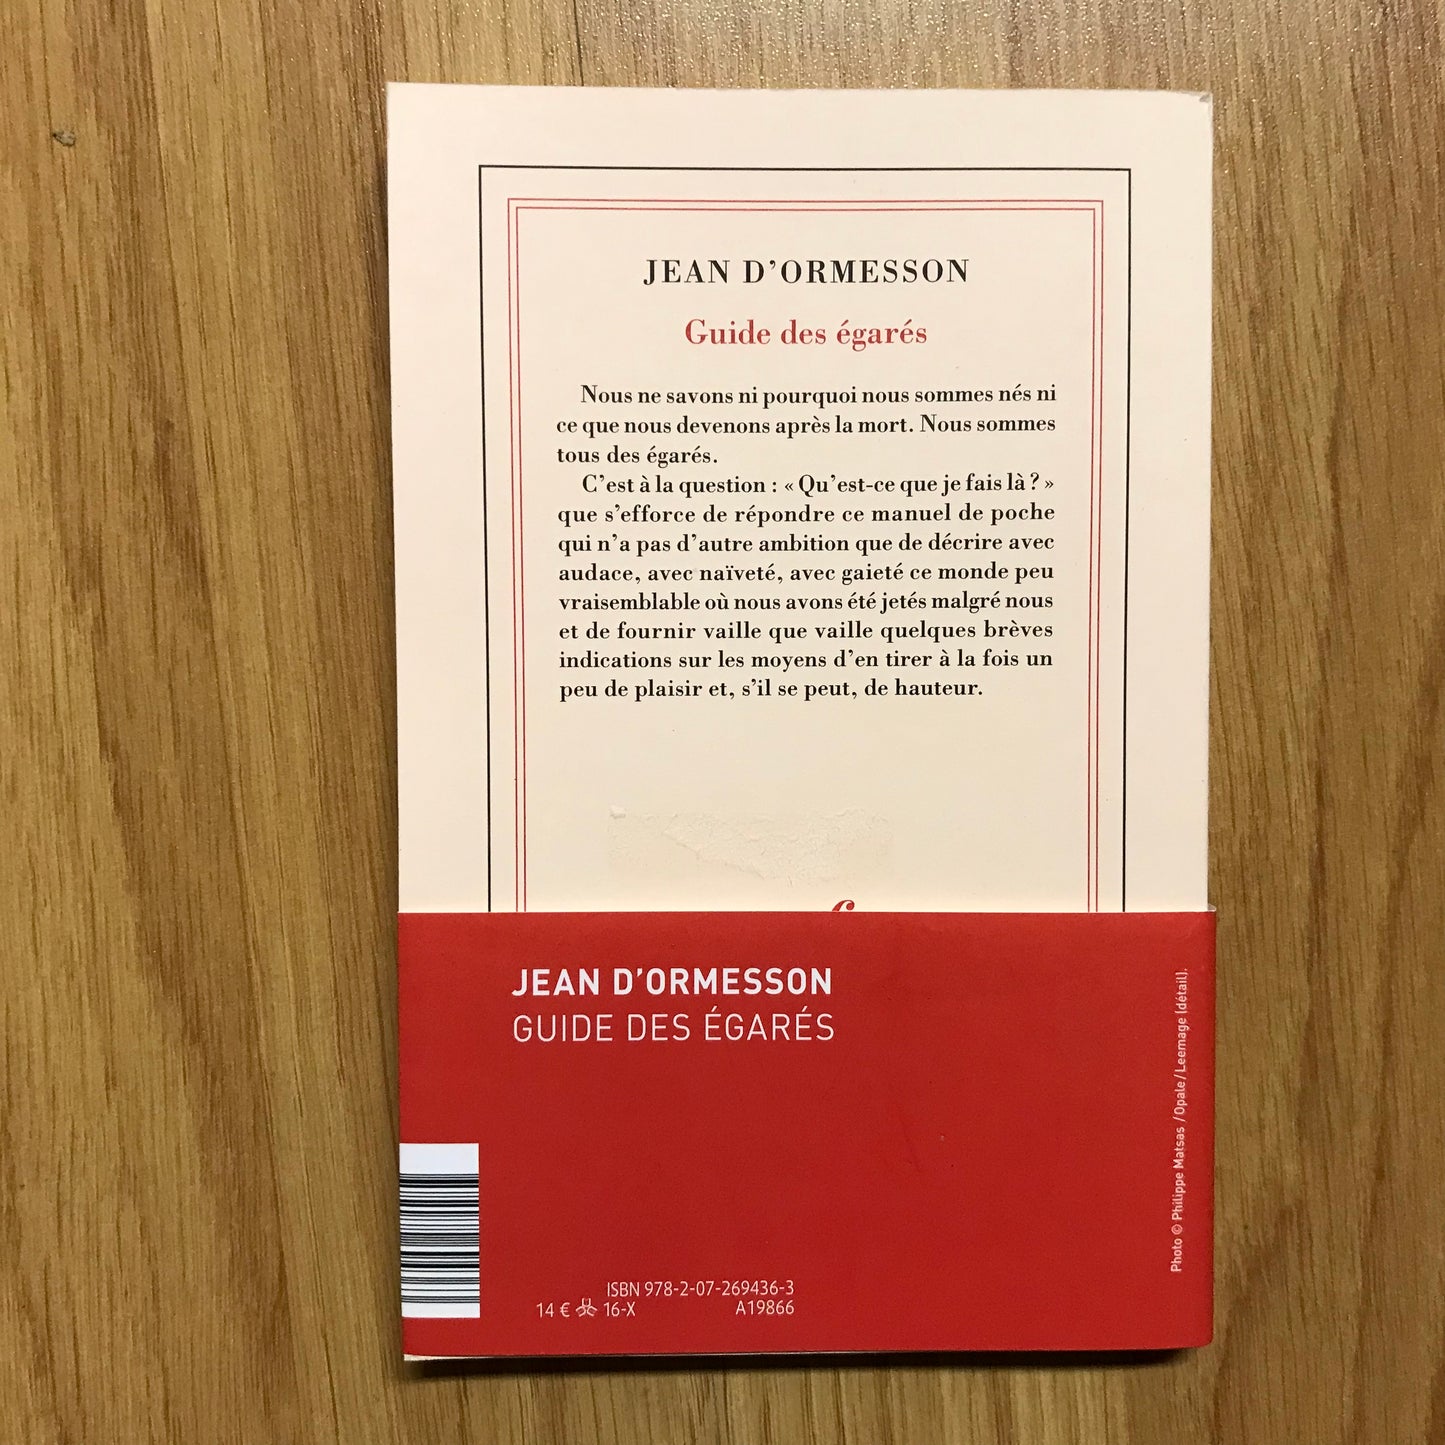 JEAN D’ORMESSON
Guide des égarés
Nous ne savons ni pourquoi nous sommes nés ni
ce que nous devenons après la mort. Nous sommes
tous des égarés.
C’est à la question : « Qu’est-ce que je fais là ? »
que s’efforce de répondre ce manuel de poche
qui n’a pas d’autre ambition que de décrire avec
audace, avec naïveté, avec gaieté ce monde peu
vraisemblable où nous avons été jetés malgré nous
et de fournir vaille que vaille quelques brèves
indications sur les moyens d’en tirer à la fois un
peu de plaisir et, s’il se peut, de hauteur.
JEAN D’ORMESSON
GUIDE DES ÉGARÉS
ISBN 978-2-07-269436-3
14 € 16-X A19866
Photo © Philippe Matsas / Opale / Leemage (détail).